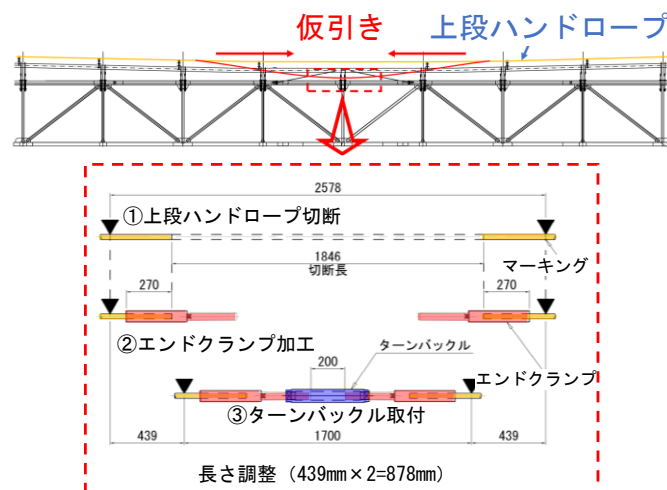 仮引き
上段ハンドロープ
2578
①上段ハンドロープ切断
1846
切断長
マーキング
270
270
②エンドクランプ加工
ターンバックル
200
エンドクランプ
③ターンバックル取付
439
1700
439
長さ調整（439mm×2=878mm）